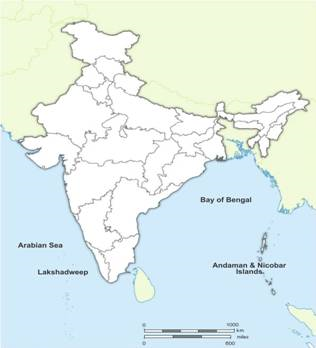 Bay of Bengal
Arabian Sea
Lakshadweep
Andaman & Nicobar
Islands.
0 1000
km
miles
0 600